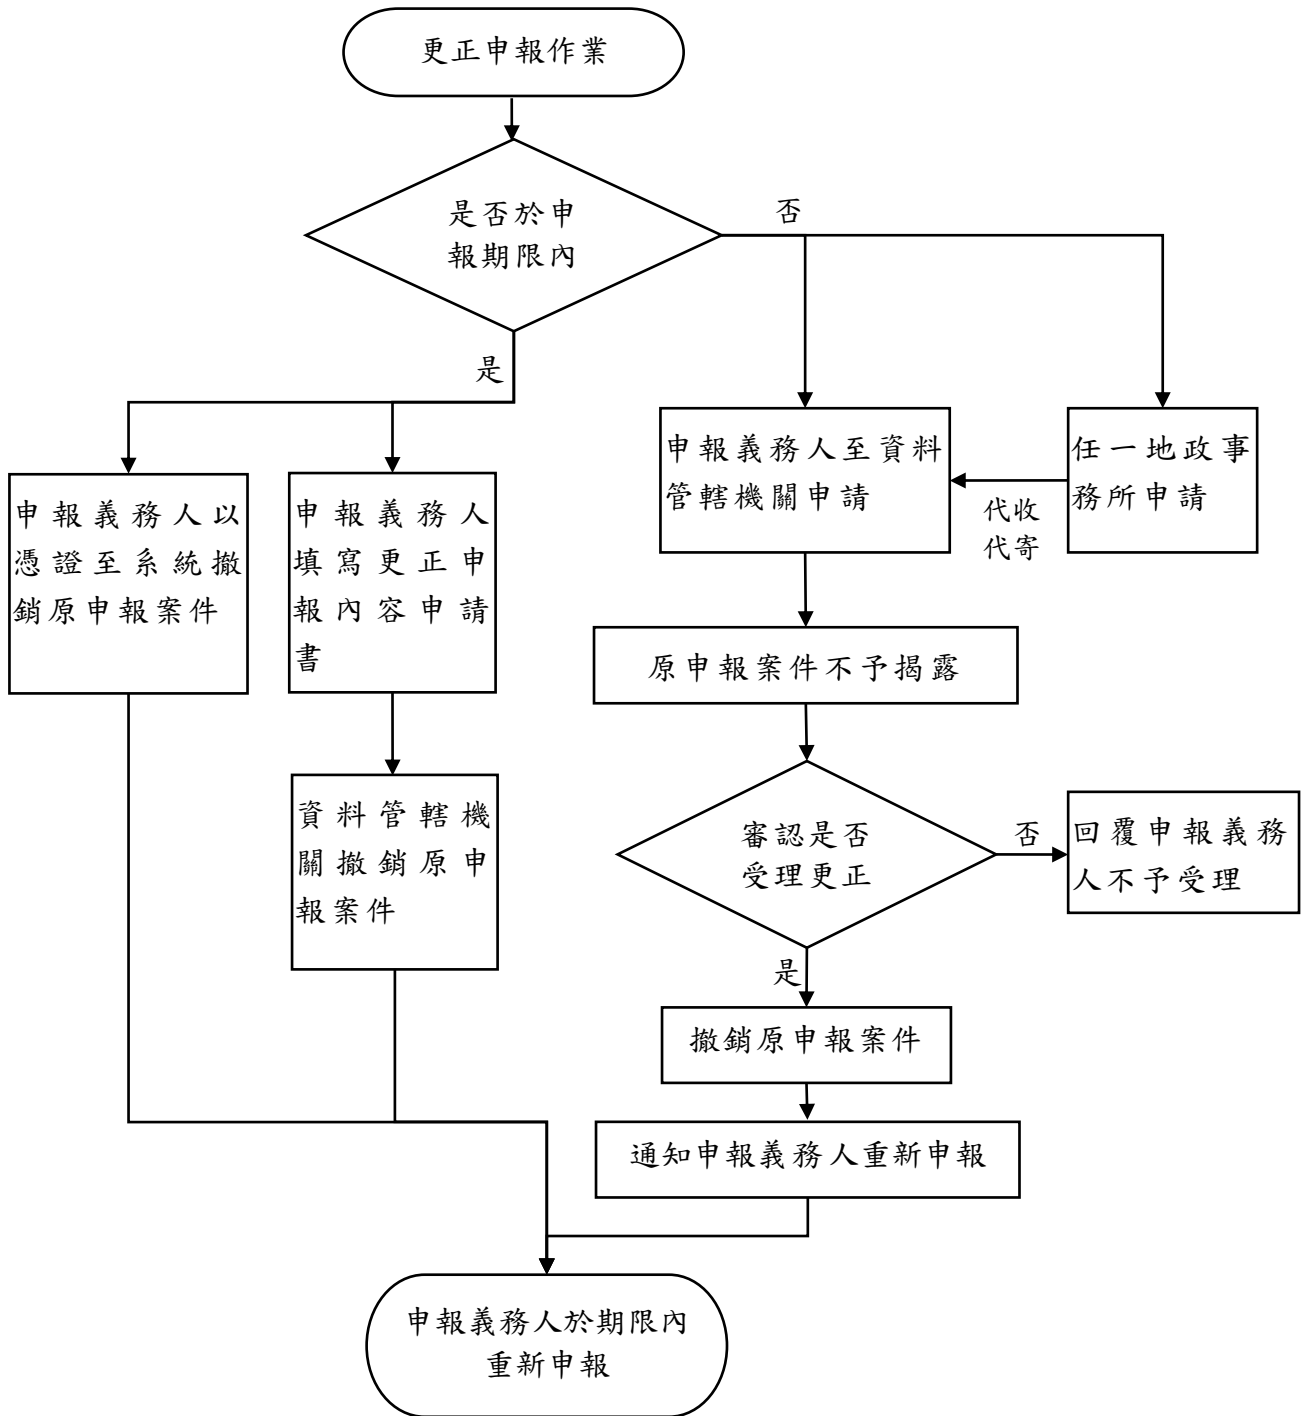 更正申報作業
是否於申
報期限內
否
是
申報義務人以
憑證至系統撤
銷原申報案件
申報義務人
填寫更正申
報內容申請
書
資料管轄機
關撤銷原申
報案件
申報義務人至資料
管轄機關申請
代收
代寄
任一地政事
務所申請
原申報案件不予揭露
審認是否
受理更正
否
回覆申報義務
人不予受理
是
撤銷原申報案件
通知申報義務人重新申報
申報義務人於期限內
重新申報